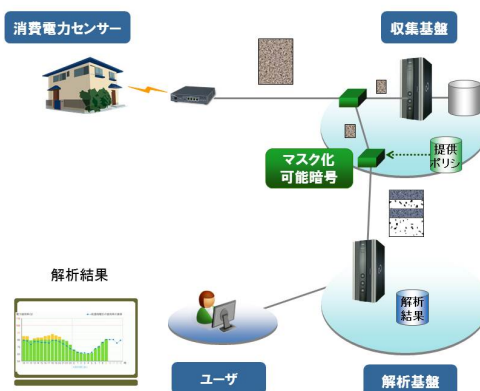 消費電力センサー
収集基盤
提供
ポリシ
マスク化
可能暗号
解析結果
解析
結果
ユーザ
解析基盤